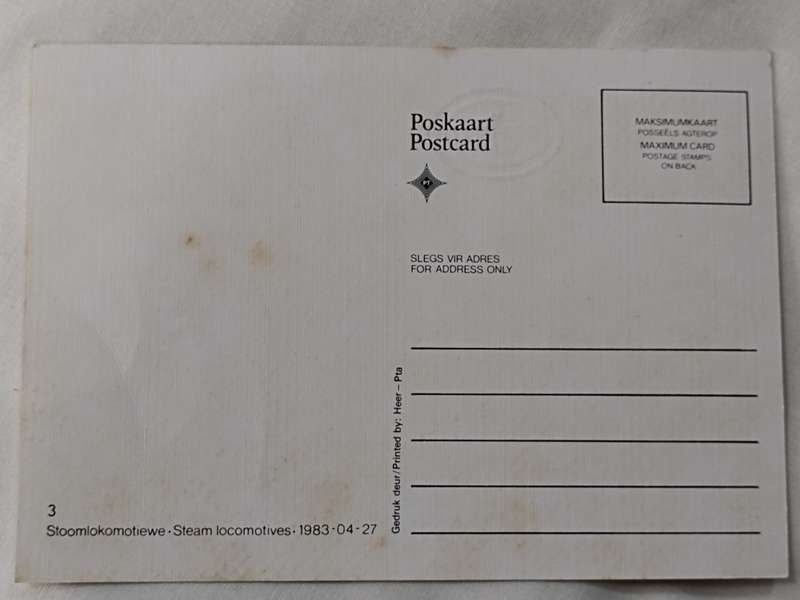 Poskaart
Postcard
PT
MAKSIMUMKAART
POSSEËLS AGTEROP
MAXIMUM CARD
POSTAGE STAMPS
ON BACK
SLEGS VIR ADRES
FOR ADDRESS ONLY
Gedruk deur/Printed by: Heer – Pta
3
Stoomlokomotiewe · Steam locomotives · 1983-04-27